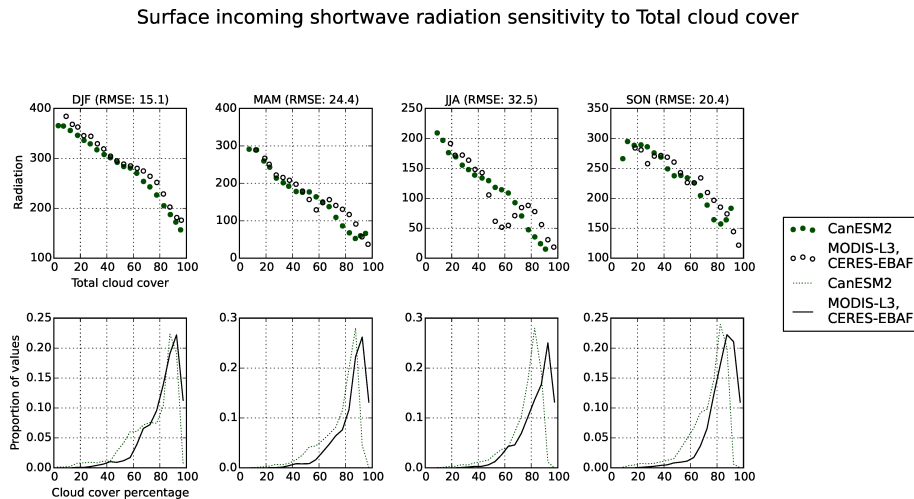 Surface incoming shortwave radiation sensitivity to Total cloud cover
DJF (RMSE: 15.1)
MAM (RMSE: 24.4)
JJA (RMSE: 32.5)
SON (RMSE: 20.4)
Radiation
400
300
200
100
0 20 40 60 80 100
Total cloud cover
400
300
200
100
0
0 20 40 60 80 100
250
200
150
100
50
0
0 20 40 60 80 100
350
300
250
200
150
100
0 20 40 60 80 100
CanESM2
MODIS-L3,
CERES-EBAF
CanESM2
MODIS-L3,
CERES-EBAF
Proportion of values
0.25
0.20
0.15
0.10
0.05
0.00
0 20 40 60 80 100
Cloud cover percentage
0.3
0.2
0.1
0.0
0 20 40 60 80 100
0.3
0.2
0.1
0.0
0 20 40 60 80 100
0.25
0.20
0.15
0.10
0.05
0.00
0 20 40 60 80 100